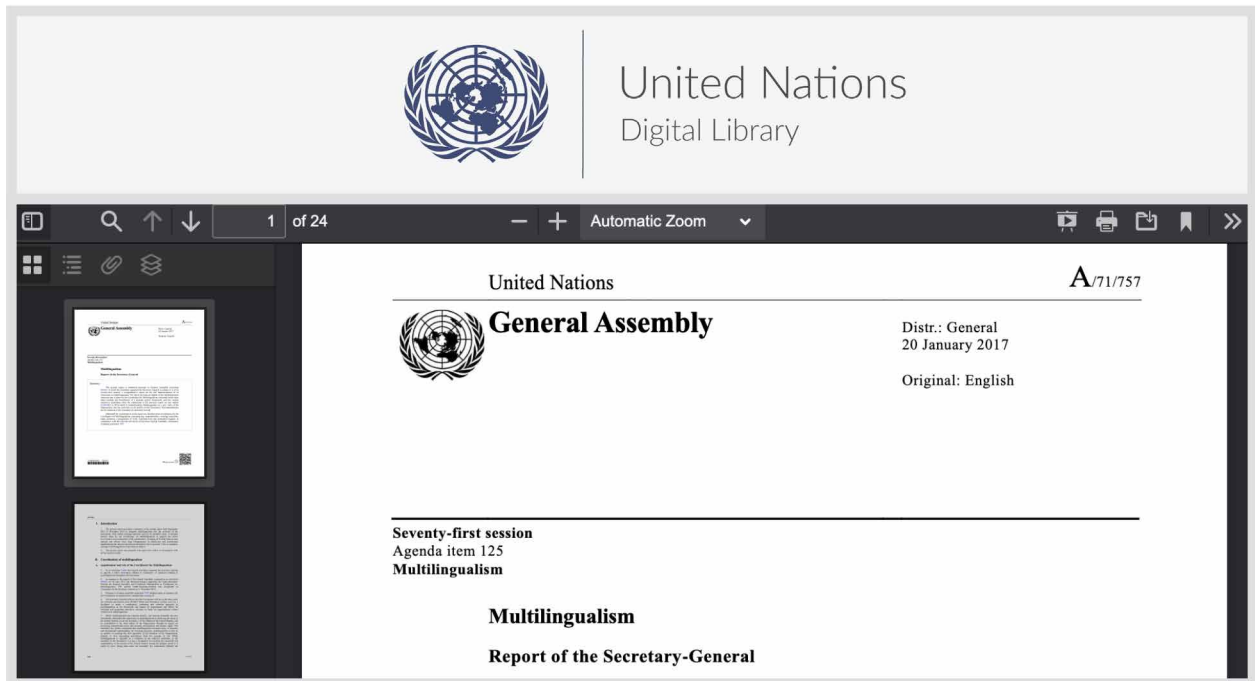 United Nations
Digital Library
1 of 24
Automatic Zoom
United Nations
A/71/757
General Assembly
Distr.: General
20 January 2017
Original: English
Seventy-first session
Agenda item 125
Multilingualism
Multilingualism
Report of the Secretary-General